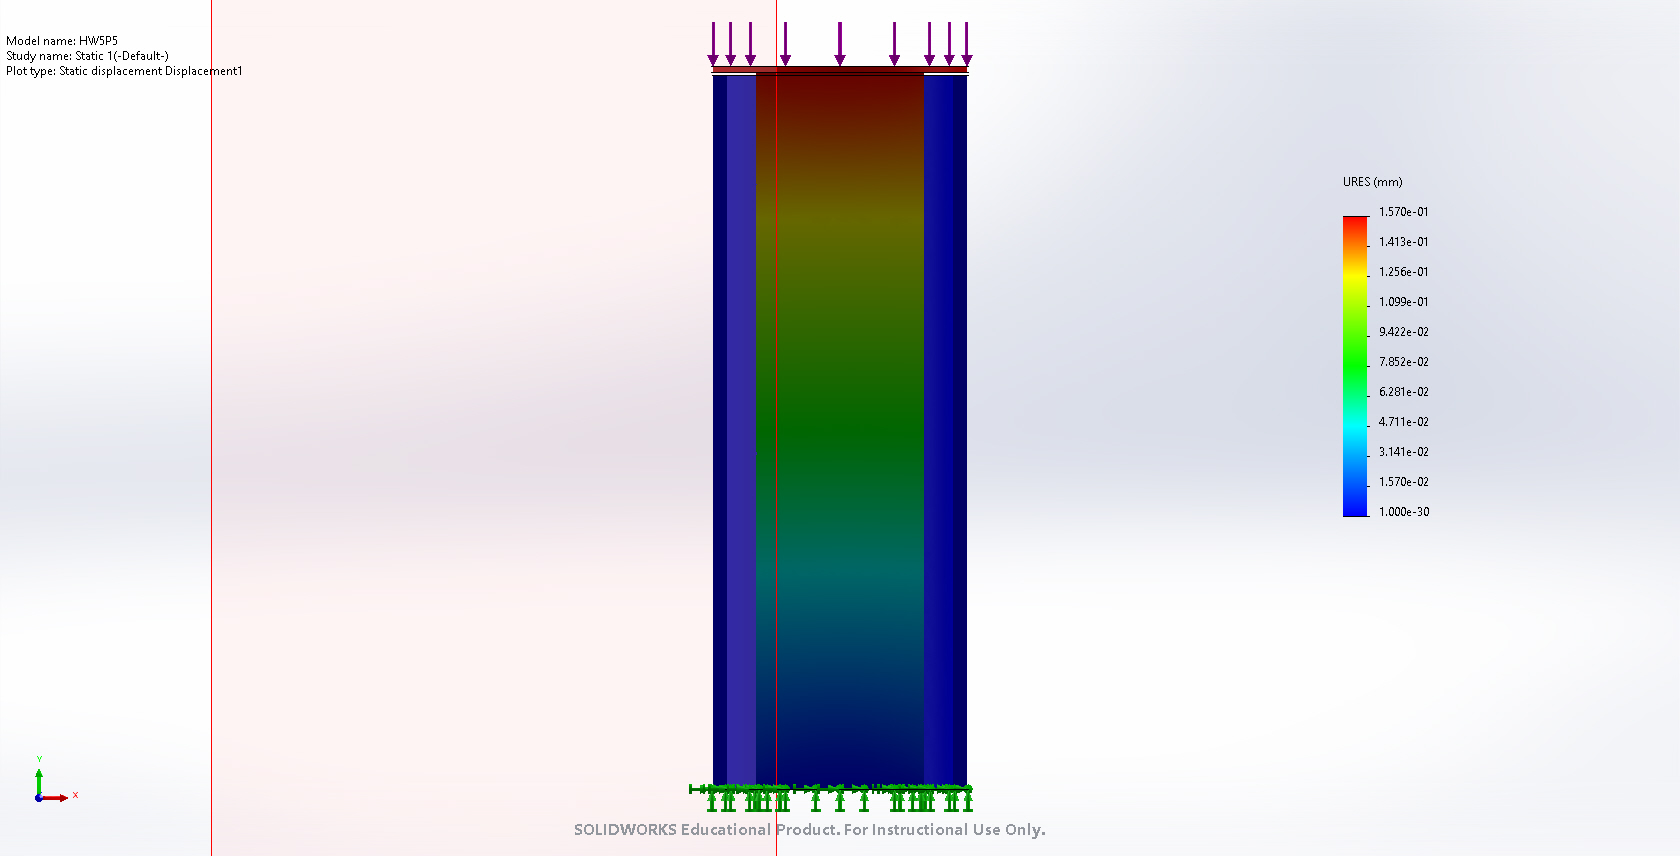 Model name: HW5P5
Study name: Static 1(-Default-)
Plot type: Static displacement Displacement1
URES (mm)
1.570e-01
1.413e-01
1.256e-01
1.099e-01
9.422e-02
7.852e-02
6.281e-02
4.711e-02
3.141e-02
1.570e-02
1.000e-30
Y
X
SOLIDWORKS Educational Product. For Instructional Use Only.